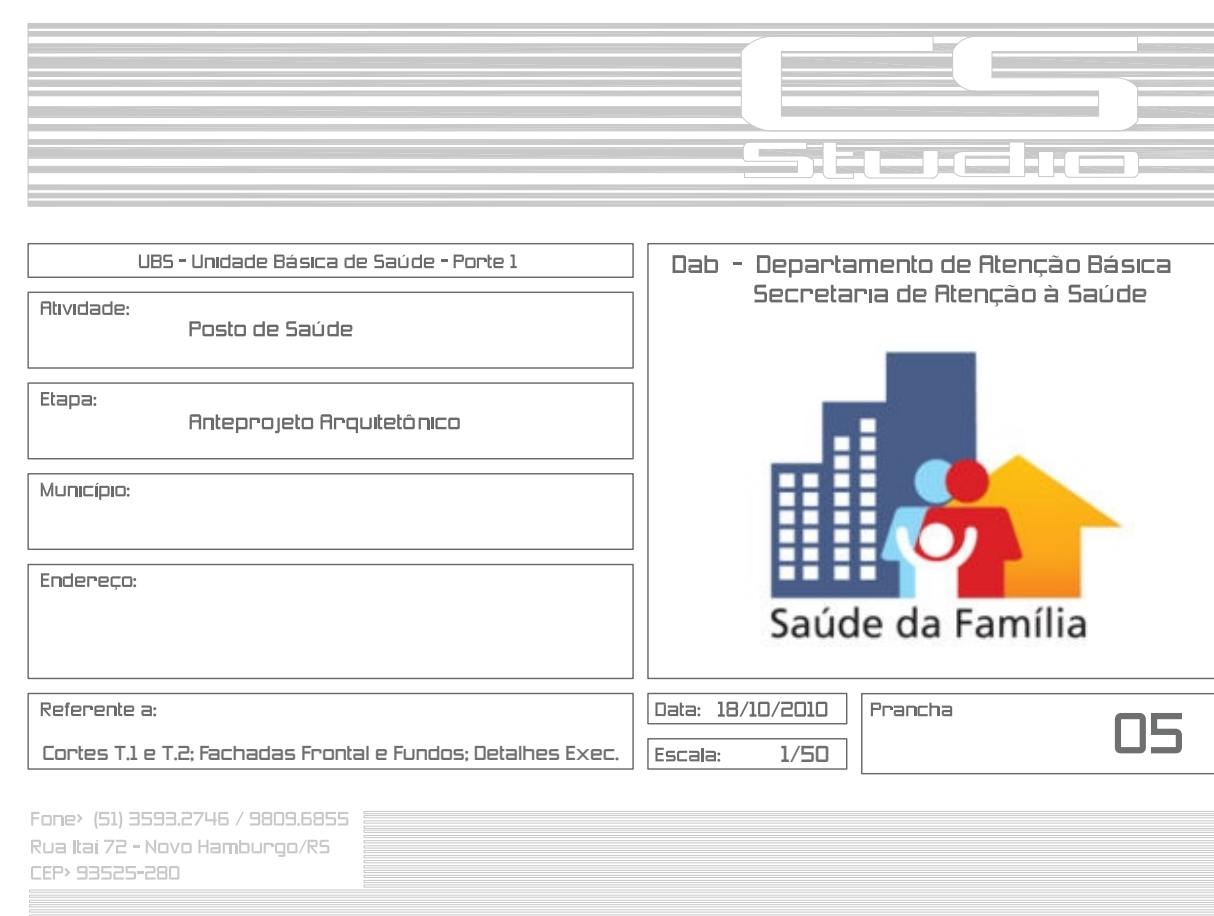 CS
Studio
UBS - Unidade Básica de Saúde - Porte 1
Atividade:
Posto de Saúde
Etapa:
Anteprojeto Arquitetônico
Município:
Endereço:
Referente a:
Cortes T.1 e T.2; Fachadas Frontal e Fundos; Detalhes Exec.
Dab - Departamento de Atenção Básica
Secretaria de Atenção à Saúde
Saúde da Família
Data: 18/10/2010
Escala: 1/50
Prancha
05
Fone> (51) 3593.2746 / 9809.6855
Rua Itai 72 - Novo Hamburgo/RS
CEP> 93525-280